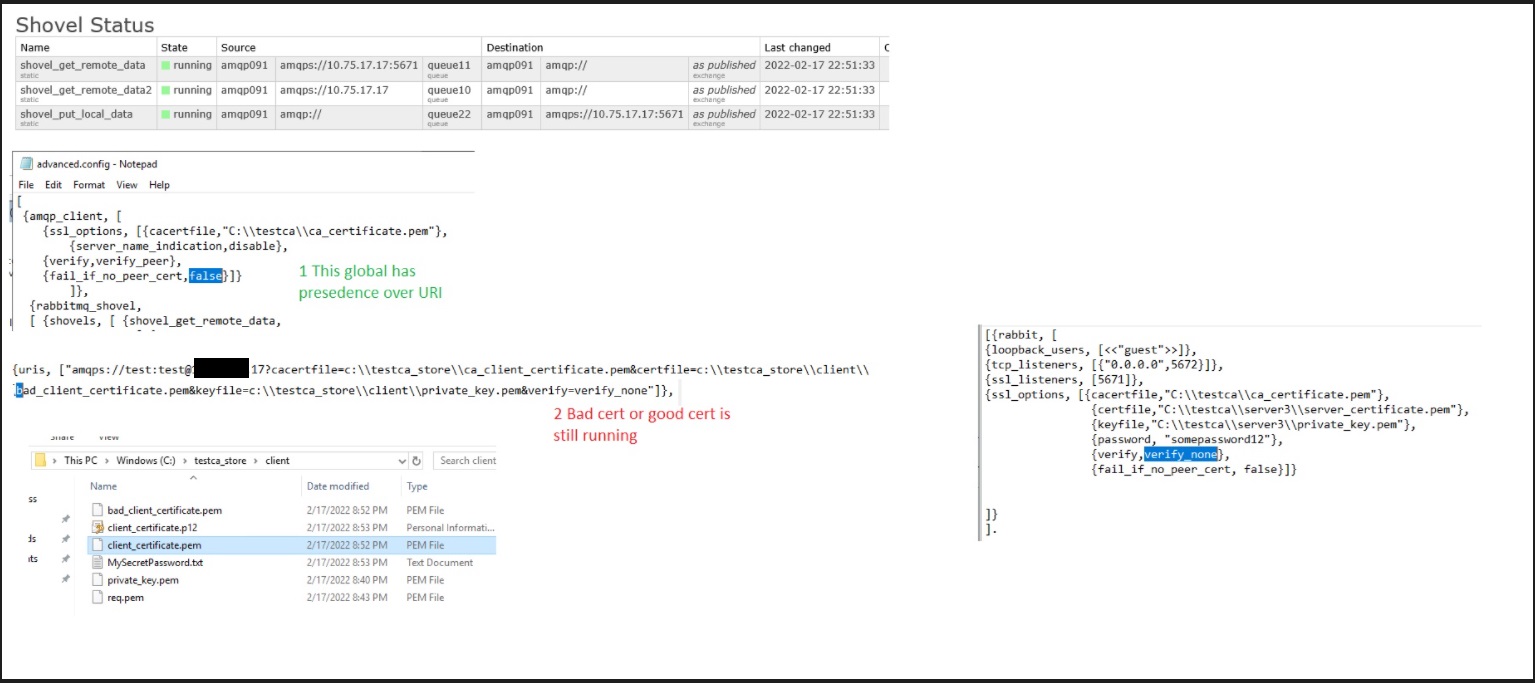 Shovel Status
Name State Source Destination Last changed
shovel_get_remote_data running amqp091 amqps://10.75.17.17:5671 queue11 amqp091 amqp:// as published 2022-02-17 22:51:33
static queue exchange
shovel_get_remote_data2 running amqp091 amqps://10.75.17.17 queue10 amqp091 amqp:// as published 2022-02-17 22:51:33
static queue exchange
shovel_put_local_data running amqp091 amqp:// queue22 amqp091 amqps://10.75.17.17:5671 as published 2022-02-17 22:51:33
static queue exchange
advanced.config - Notepad
File Edit Format View Help
[
{amqp_client, [
{ssl_options, [{cacertfile,"C:\\testca\\ca_certificate.pem"},
{server_name_indication,disable},
{verify,verify_peer},
{fail_if_no_peer_cert,false}]}
]},
{rabbitmq_shovel,
[ {shovels, [ {shovel_get_remote_data,
1 This global has
presedence over URI
{uris, ["amqps://test:test@ 17?cacertfile=c:\\testca_store\\ca_client_certificate.pem&certfile=c:\\testca_store\\client\\
bad_client_certificate.pem&keyfile=c:\\testca_store\\client\\private_key.pem&verify=verify_none"]},
2 Bad cert or good cert is
still running
Share View
This PC > Windows (C:) > testca_store > client
Search client
Name Date modified Type
bad_client_certificate.pem 2/17/2022 8:52 PM PEM File
client_certificate.p12 2/17/2022 8:53 PM Personal Informati...
client_certificate.pem 2/17/2022 8:52 PM PEM File
MySecretPassword.txt 2/17/2022 8:53 PM Text Document
private_key.pem 2/17/2022 8:40 PM PEM File
req.pem 2/17/2022 8:43 PM PEM File
ss
ds
nts
[{rabbit, [
{loopback_users, [<<"guest">>]},
{tcp_listeners, [{"0.0.0.0",5672}]},
{ssl_listeners, [5671]},
{ssl_options, [{cacertfile,"C:\\testca\\ca_certificate.pem"},
{certfile,"C:\\testca\\server3\\server_certificate.pem"},
{keyfile,"C:\\testca\\server3\\private_key.pem"},
{password, "somepassword12"},
{verify,verify_none},
{fail_if_no_peer_cert, false}]}
]}
].